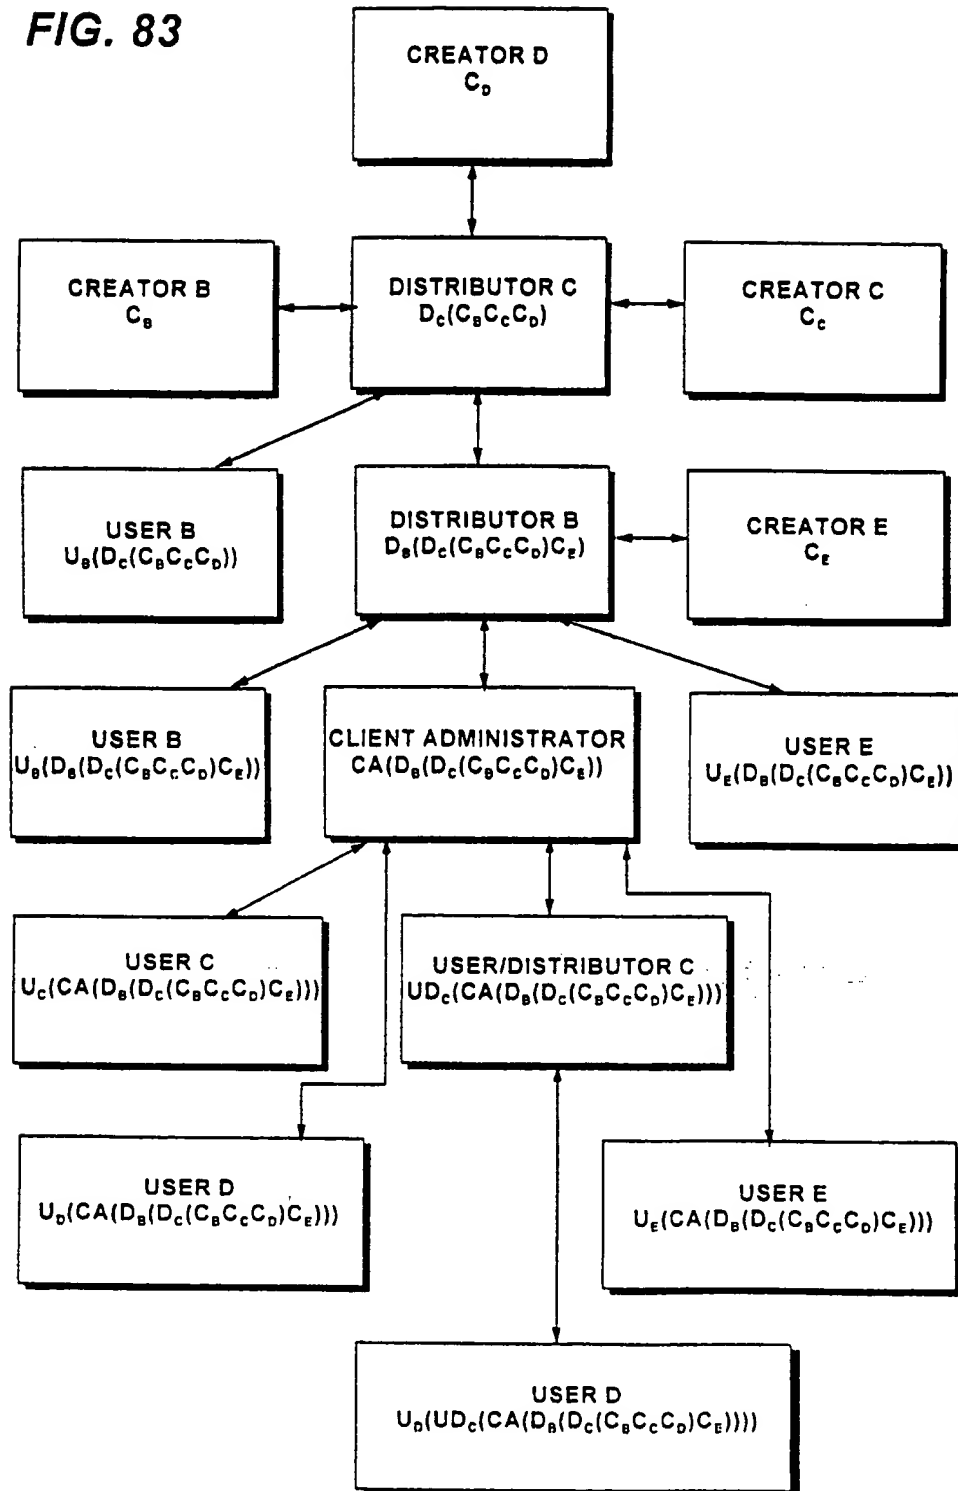 FIG. 83
CREATOR D
C_D
CREATOR B
C_B
DISTRIBUTOR C
D_C(C_BC_CC_D)
CREATOR C
C_C
USER B
U_B(D_C(C_BC_CC_D))
DISTRIBUTOR B
D_B(D_C(C_BC_CC_D)C_E)
CREATOR E
C_E
USER B
U_B(D_B(D_C(C_BC_CC_D)C_E))
CLIENT ADMINISTRATOR
CA(D_B(D_C(C_BC_CC_D)C_E))
USER E
U_E(D_B(D_C(C_BC_CC_D)C_E))
USER C
U_C(CA(D_B(D_C(C_BC_CC_D)C_E)))
USER/DISTRIBUTOR C
UD_C(CA(D_B(D_C(C_BC_CC_D)C_E)))
USER D
U_D(CA(D_B(D_C(C_BC_CC_D)C_E)))
USER E
U_E(CA(D_B(D_C(C_BC_CC_D)C_E)))
USER D
U_D(UD_C(CA(D_B(D_C(C_BC_CC_D)C_E))))